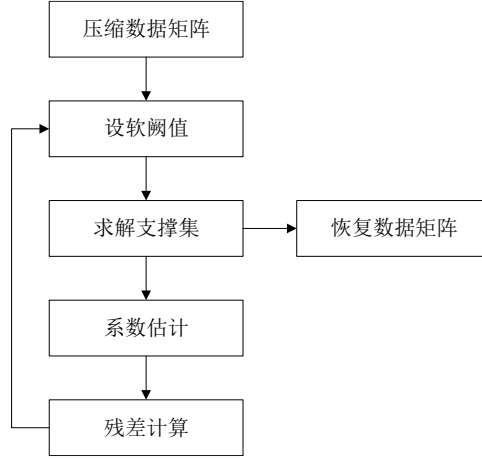 压缩数据矩阵
设软阙值
求解支撑集
恢复数据矩阵
系数估计
残差计算